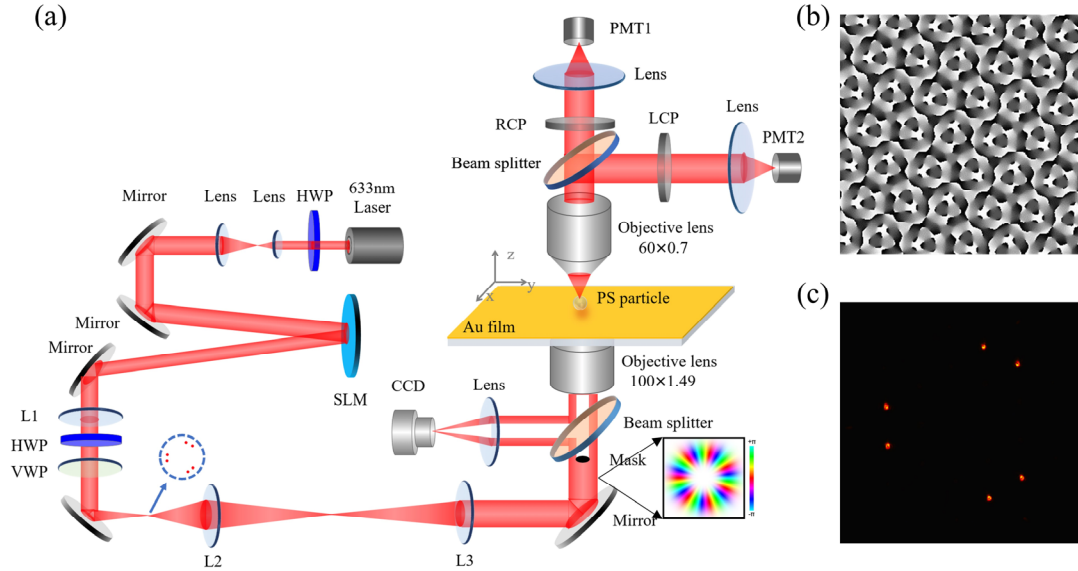 (a)
PMT1
Lens
RCP
LCP
Lens
PMT2
Beam splitter
Mirror
Lens
Lens
HWP
633nm
Laser
Objective lens
60×0.7
z
y
x
PS particle
Au film
Mirror
Mirror
SLM
Objective lens
100×1.49
CCD
Lens
Beam splitter
L1
HWP
VWP
Mask
+π
-π
Mirror
L2
L3
(b)
(c)